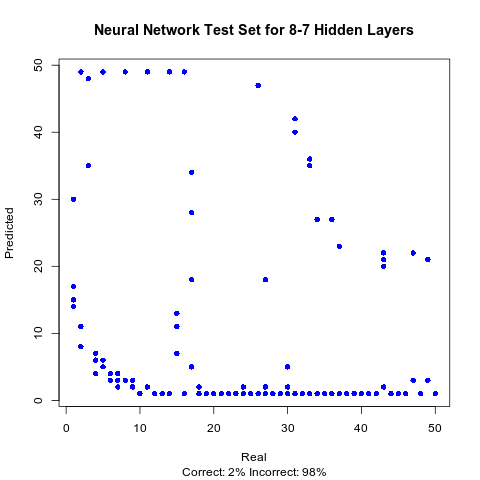 Neural Network Test Set for 8-7 Hidden Layers
Predicted
50
40
30
20
10
0
0 10 20 30 40 50
Real
Correct: 2% Incorrect: 98%